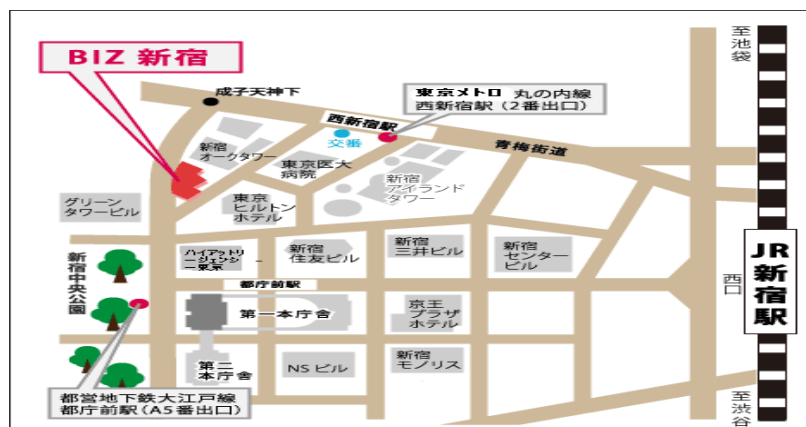 BIZ 新宿
成子天神下
東京メトロ 丸の内線
西新宿駅(2番出口)
至池袋
西新宿駅
交番
青梅街道
新宿
オークタワー
東京医大
病院
新宿
アイランド
タワー
グリーン
タワービル
東京
ヒルトン
ホテル
ハイアットリ
ージェンシ
ー東京
新宿
住友ビル
新宿
三井ビル
新宿
センター
ビル
新宿中央公園
都庁前駅
西口
JR新宿駅
第一本庁舎
京王
プラザ
ホテル
第二
本庁舎
NSビル
新宿
モノリス
都営地下鉄大江戸線
都庁前駅(A5番出口)
至渋谷